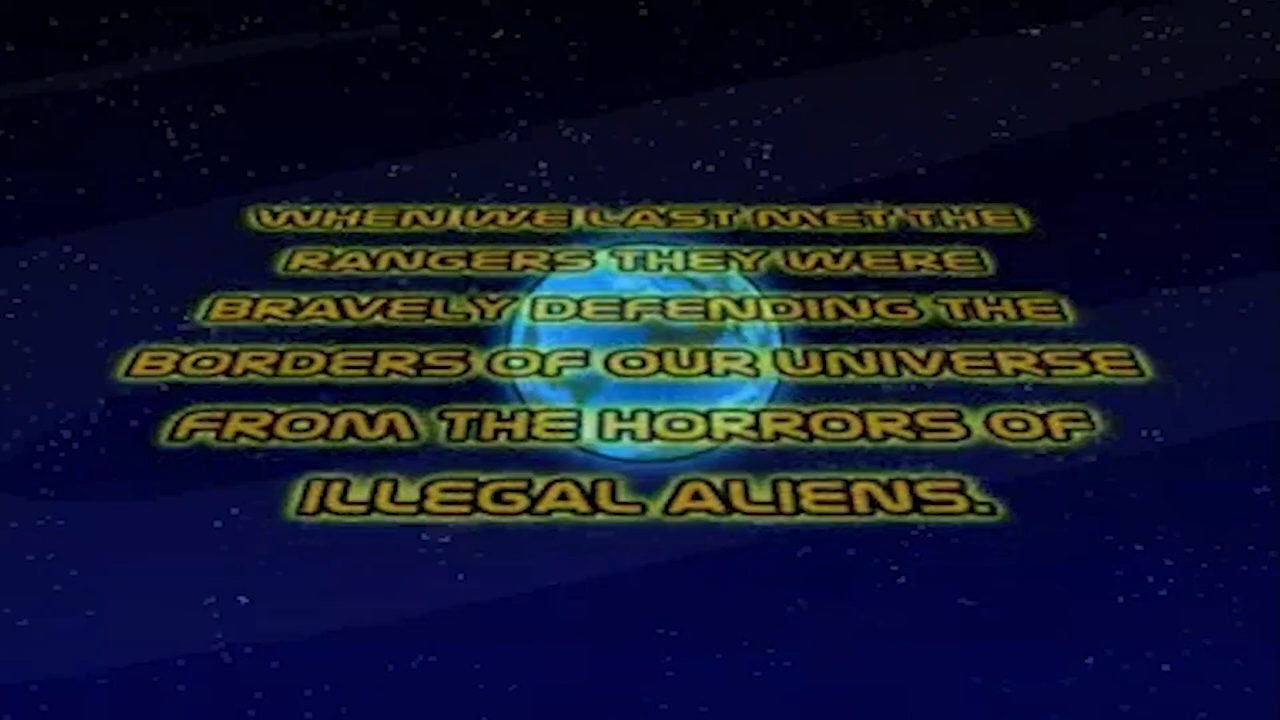 WHEN WE LAST MET THE
RANGERS THEY WERE
BRAVELY DEFENDING THE
BORDERS OF OUR UNIVERSE
FROM THE HORRORS OF
ILLEGAL ALIENS.